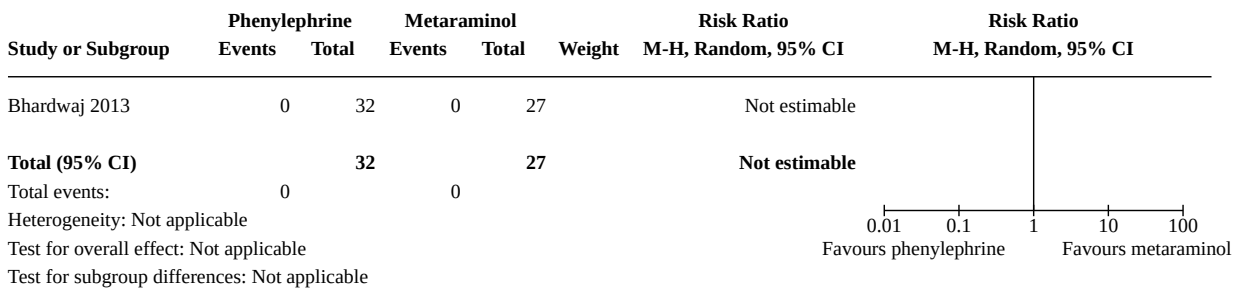 Phenylephrine Metaraminol Risk Ratio Risk Ratio
Study or Subgroup Events Total Events Total Weight M-H, Random, 95% CI M-H, Random, 95% CI
Bhardwaj 2013 0 32 0 27 Not estimable
Total (95% CI) 32 27 Not estimable
Total events: 0 0
Heterogeneity: Not applicable
0.01 0.1 1 10 100
Test for overall effect: Not applicable Favours phenylephrine Favours metaraminol
Test for subgroup differences: Not applicable